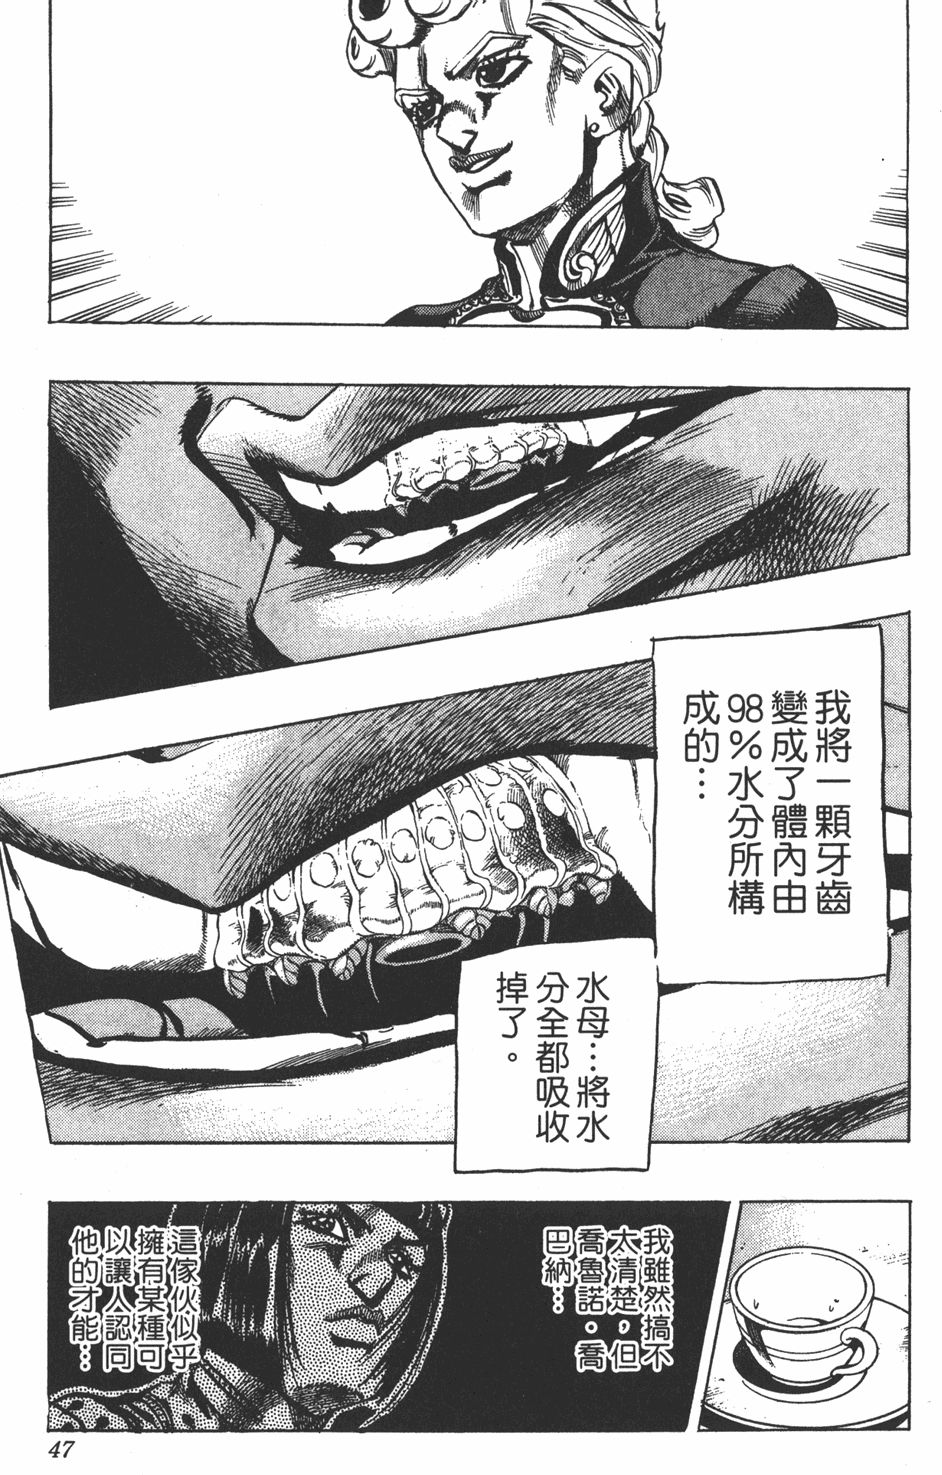 我將一顆牙齒
變成了體內由
98%水分所構
成的…
水母…將水
分全都吸收
掉了。
我雖然搞不
太清楚，但
喬魯諾。喬
巴納…
這傢伙似乎
擁有某種可
以讓人認同
他的才能…
47